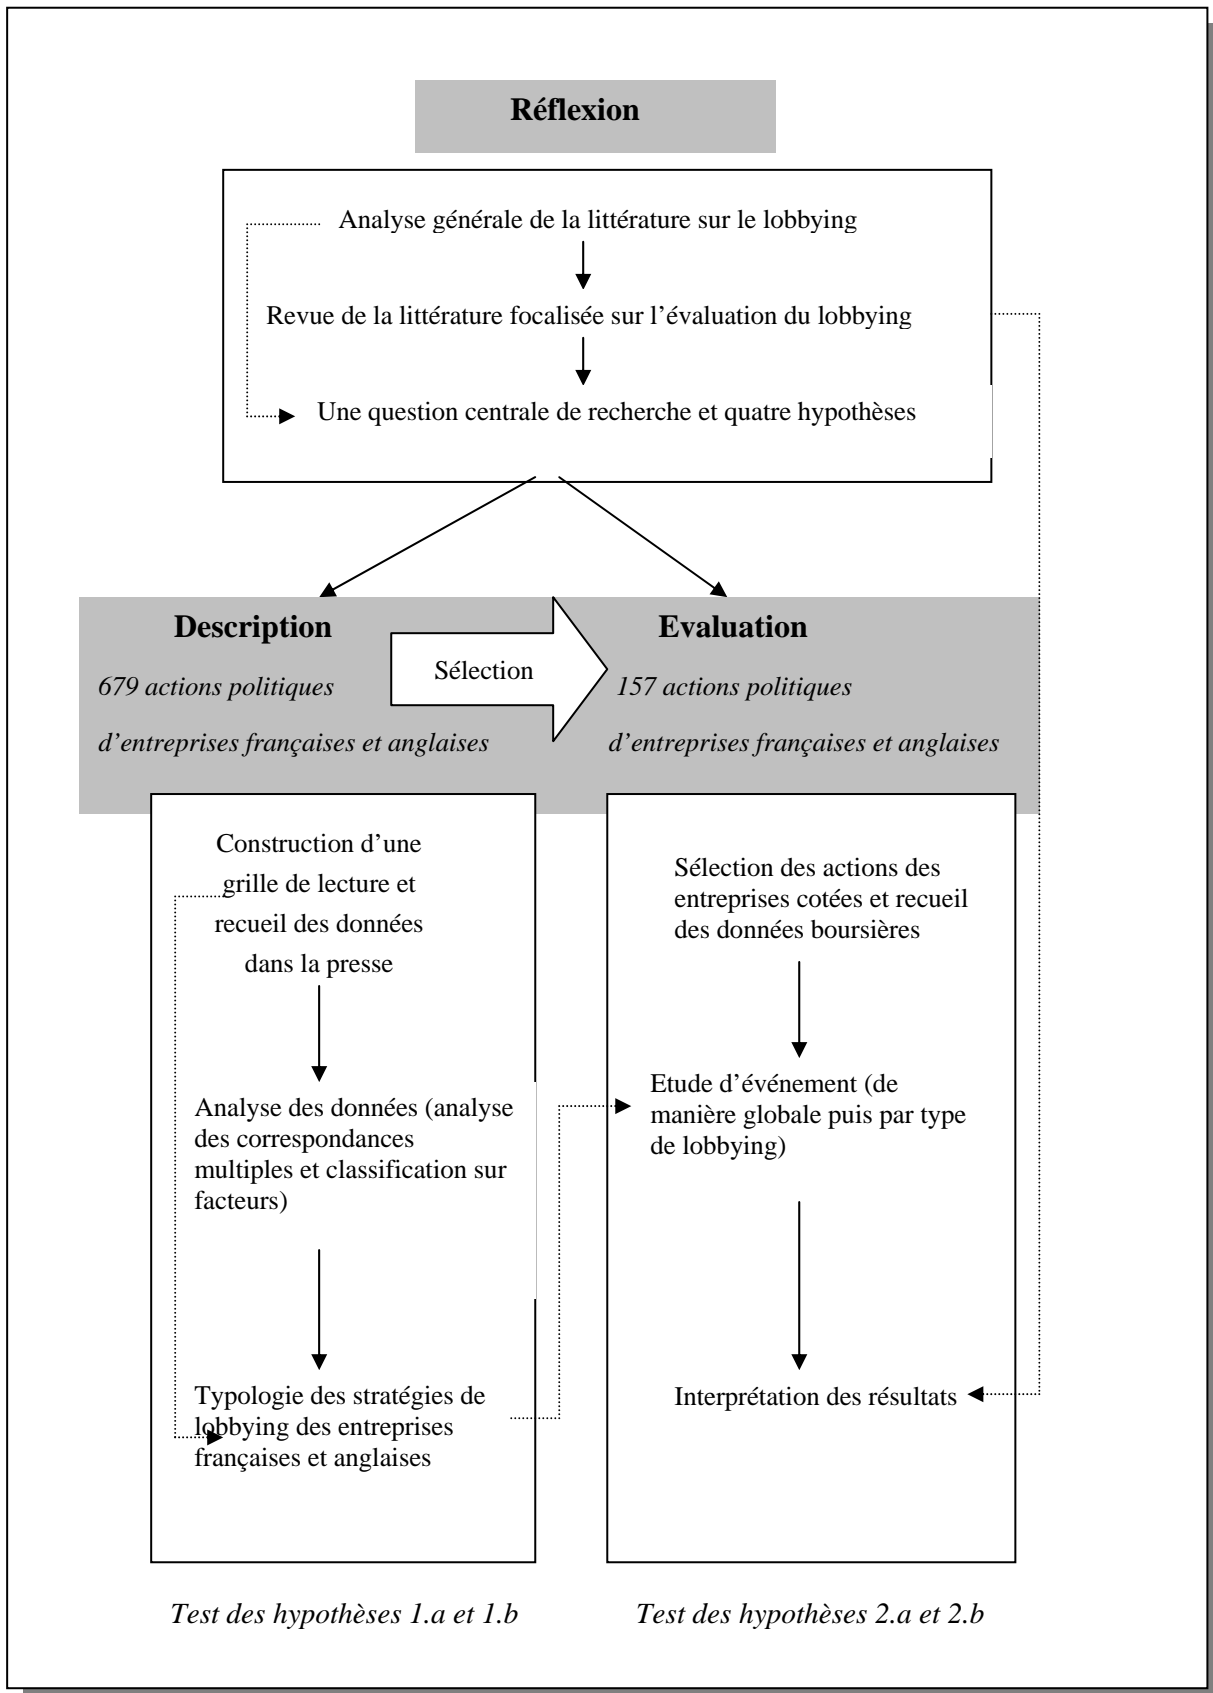 Réflexion
Analyse générale de la littérature sur le lobbying
Revue de la littérature focalisée sur l’évaluation du lobbying
Une question centrale de recherche et quatre hypothèses
Description
679 actions politiques
d’entreprises françaises et anglaises
Sélection
Evaluation
157 actions politiques
d’entreprises françaises et anglaises
Construction d’une
grille de lecture et
recueil des données
dans la presse
Analyse des données (analyse
des correspondances
multiples et classification sur
facteurs)
Typologie des stratégies de
lobbying des entreprises
françaises et anglaises
Test des hypothèses 1.a et 1.b
Sélection des actions des
entreprises cotées et recueil
des données boursières
Etude d’événement (de
manière globale puis par type
de lobbying)
Interprétation des résultats
Test des hypothèses 2.a et 2.b